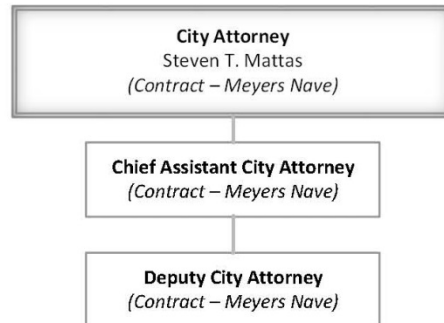 City Attorney
Steven T. Mattas
(Contract – Meyers Nave)
Chief Assistant City Attorney
(Contract – Meyers Nave)
Deputy City Attorney
(Contract – Meyers Nave)